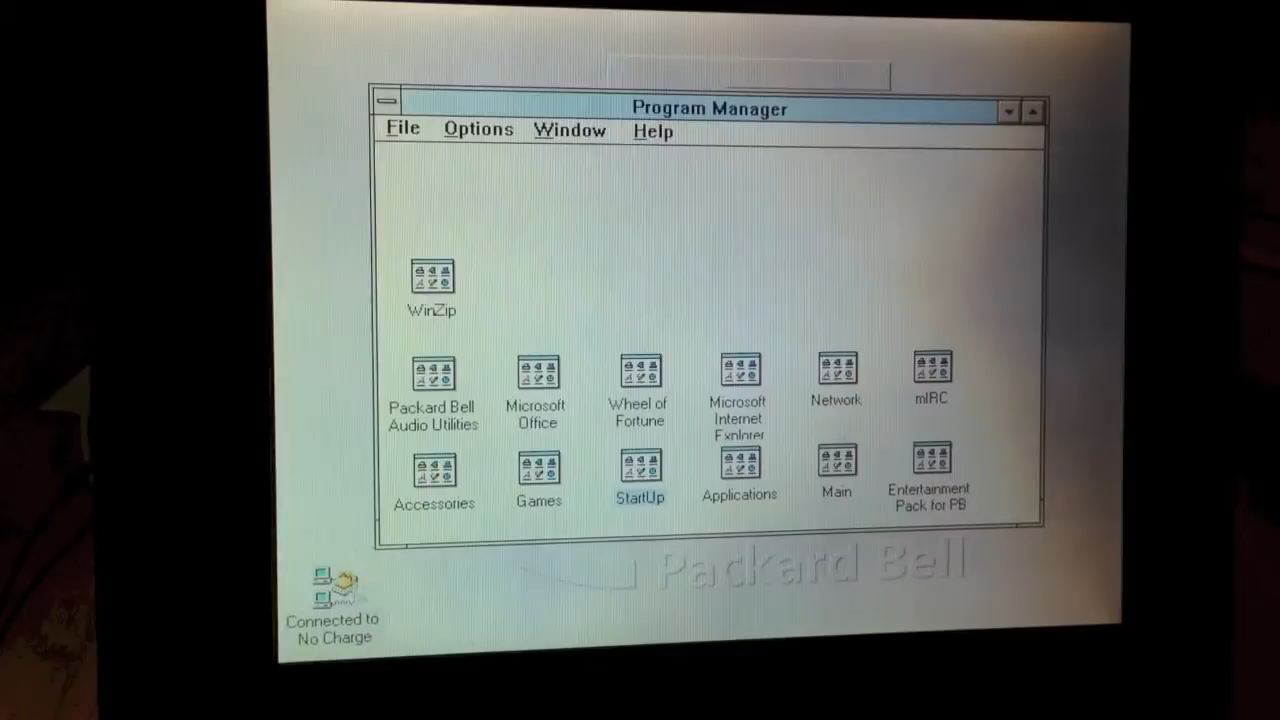 Program Manager
File Options Window Help
WinZip
Packard Bell
Audio Utilities
Microsoft
Office
Wheel of
Fortune
Microsoft
Internet
Explorer
Network
mIRC
Accessories
Games
StartUp
Applications
Main
Entertainment
Pack for PB
Packard Bell
Connected to
No Charge